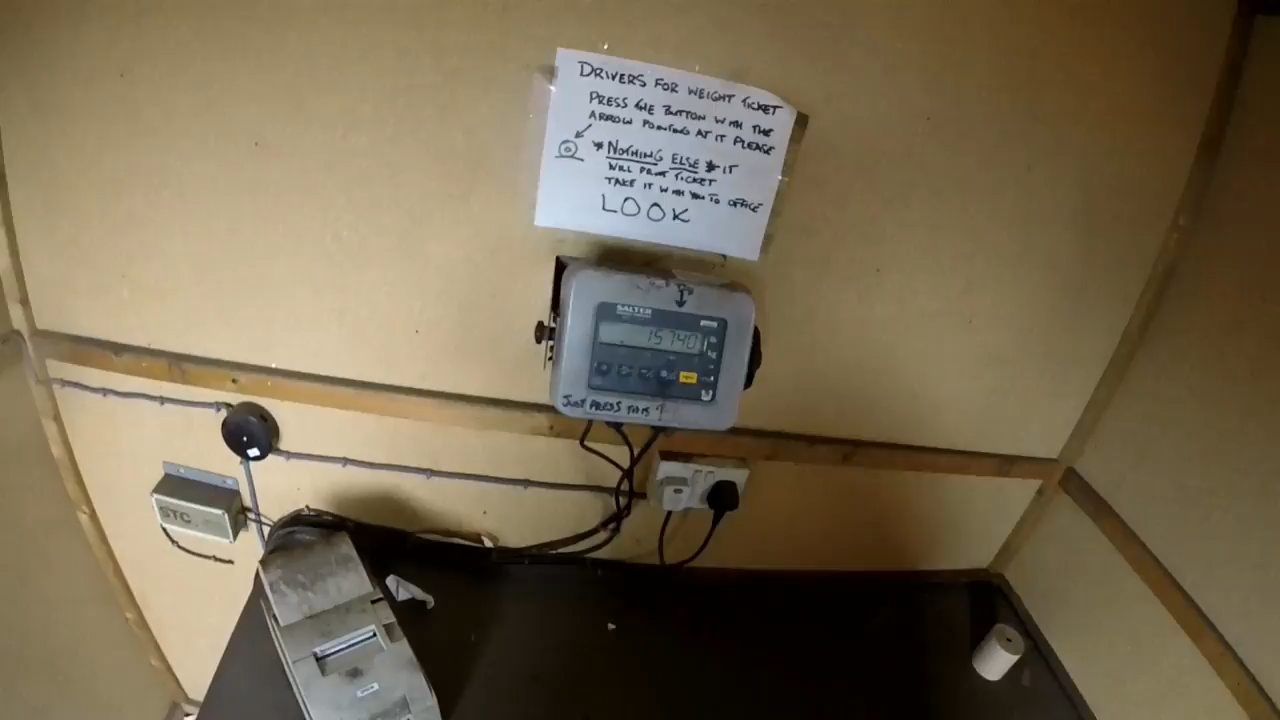 DRIVERS FOR WEIGHT TICKET
PRESS THE BUTTON WITH THE
ARROW POINTING AT IT PLEASE
* NOTHING ELSE * IT
WILL PRINT TICKET
TAKE IT WITH YOU TO OFFICE
LOOK
SALTER
15740
kg
JUST PRESS THIS ↑
STC